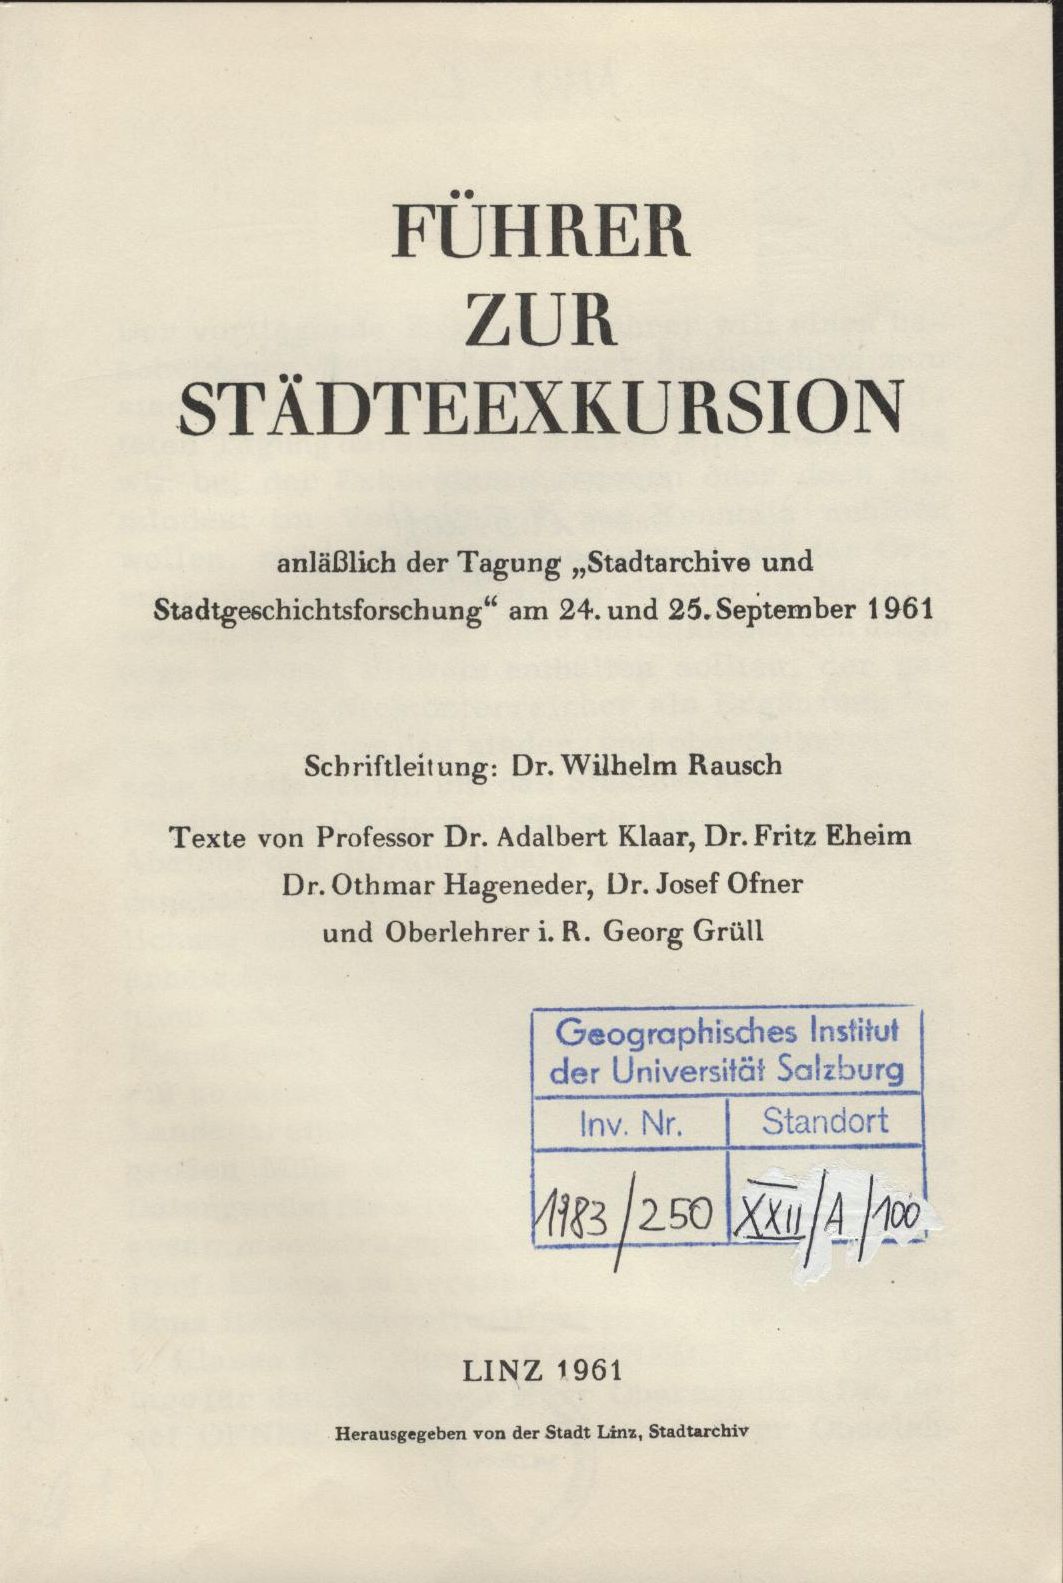 FÜHRER
ZUR
STÄDTEEXKURSION
anläßlich der Tagung „Stadtarchive und
Stadtgeschichtsforschung“ am 24. und 25. September 1961
Schriftleitung: Dr. Wilhelm Rausch
Texte von Professor Dr. Adalbert Klaar, Dr. Fritz Eheim
Dr. Othmar Hageneder, Dr. Josef Ofner
und Oberlehrer i. R. Georg Grüll
Geographisches Institut
der Universität Salzburg
Inv. Nr. Standort
1983/250 XXII/A/100
LINZ 1961
Herausgegeben von der Stadt Linz, Stadtarchiv